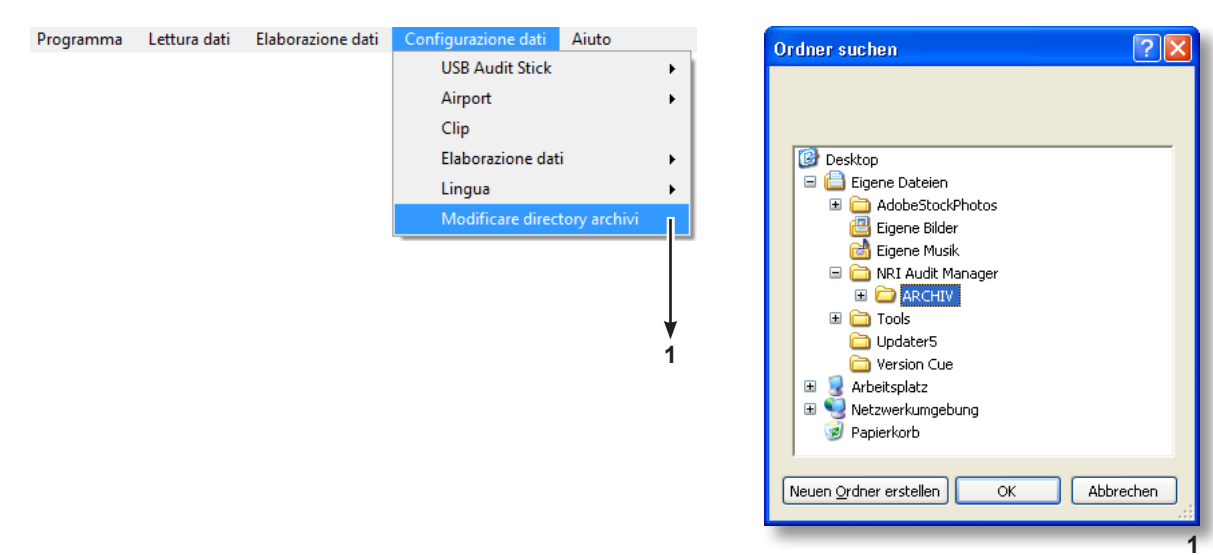 Programma Lettura dati Elaborazione dati Configurazione dati Aiuto
USB Audit Stick
Airport
Clip
Elaborazione dati
Lingua
Modificare directory archivi
1
Ordner suchen
Desktop
Eigene Dateien
AdobeStockPhotos
Eigene Bilder
Eigene Musik
NRI Audit Manager
ARCHIV
Tools
Updater5
Version Cue
Arbeitsplatz
Netzwerkumgebung
Papierkorb
Neuen Ordner erstellen OK Abbrechen
1